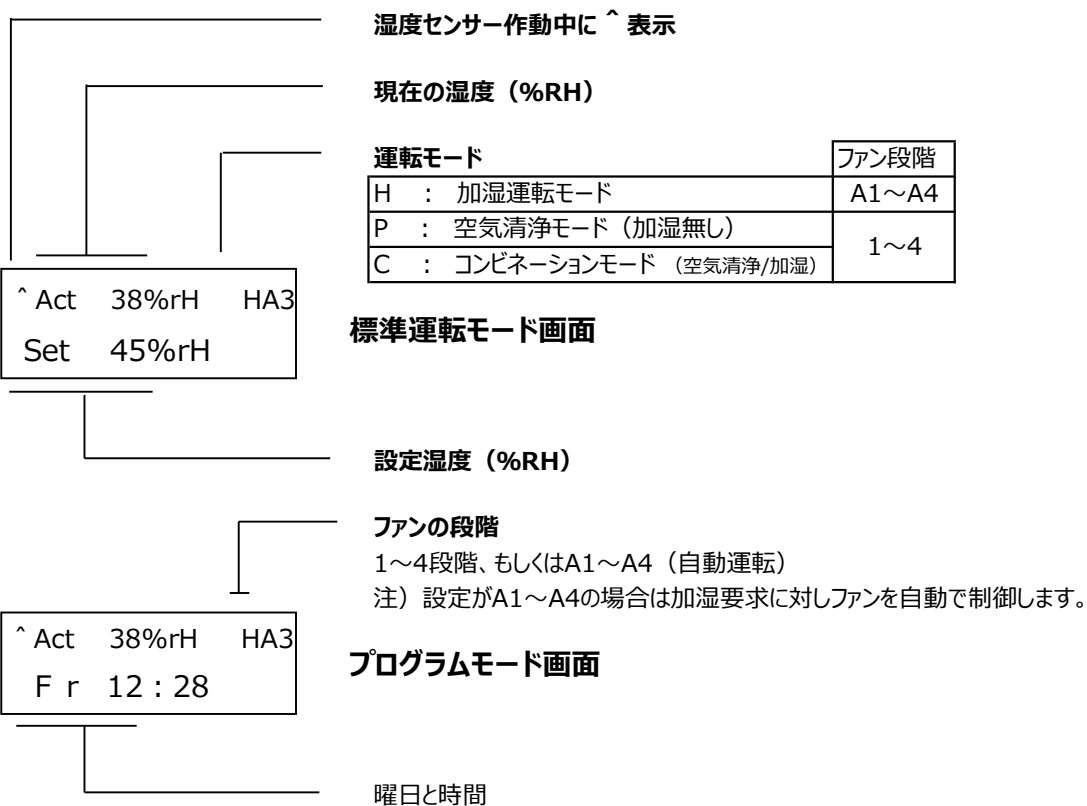 湿度センサー作動中に ^ 表示
現在の湿度（%RH）
運転モード ファン段階
H : 加湿運転モード A1～A4
P : 空気清浄モード（加湿無し）
1～4
C : コンビネーションモード （空気清浄/加湿）
^ Act 38%rH HA3
Set 45%rH
標準運転モード画面
設定湿度（%RH）
ファンの段階
1～4段階、もしくはA1～A4（自動運転）
注）設定がA1～A4の場合は加湿要求に対しファンを自動で制御します。
^ Act 38%rH HA3
F r 12 : 28
プログラムモード画面
曜日と時間